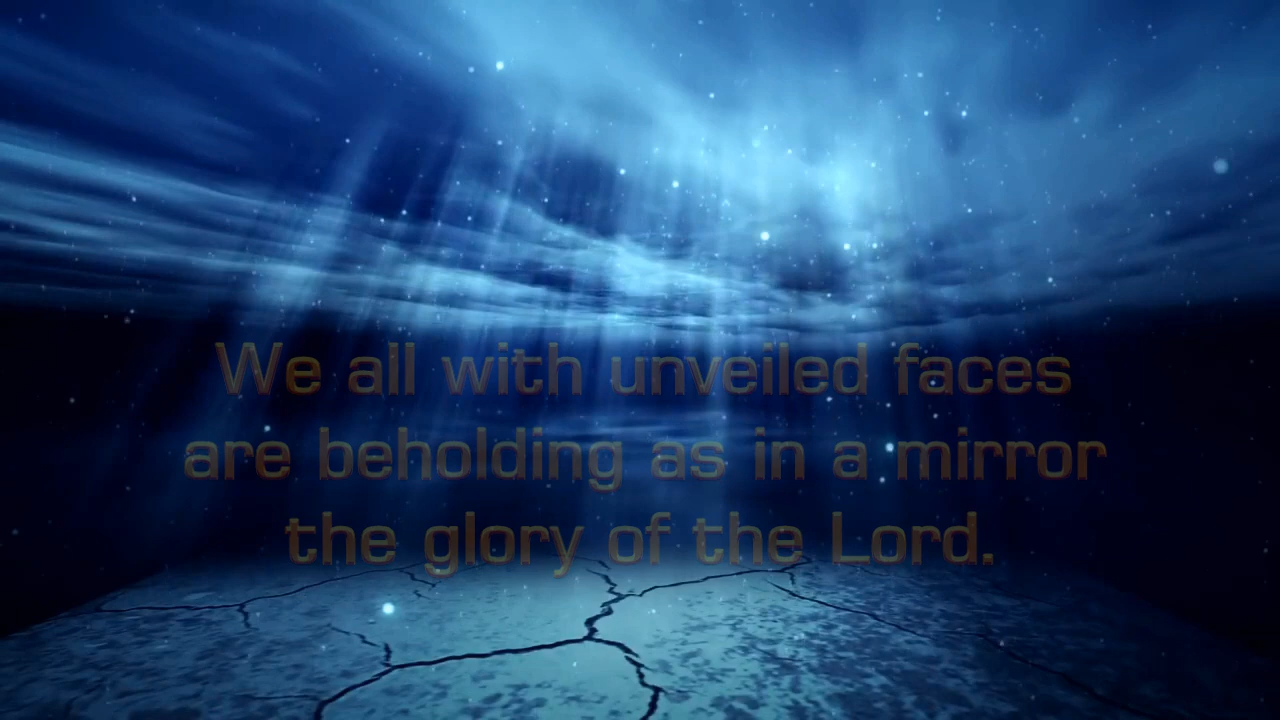 We all with unveiled faces
are beholding as in a mirror
the glory of the Lord.